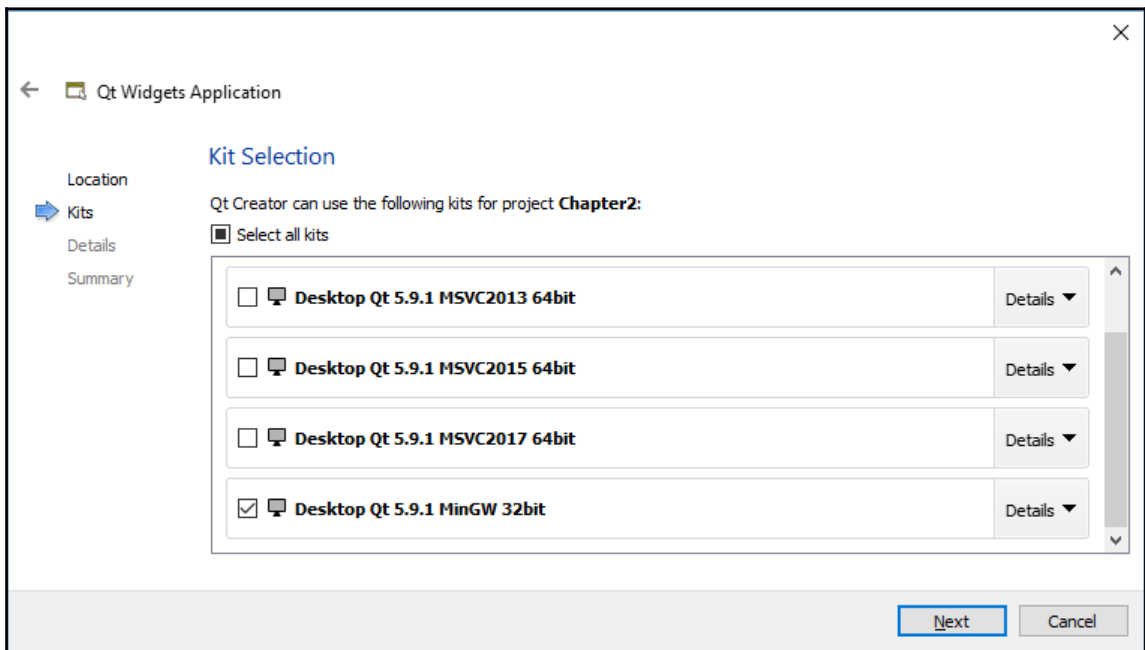 Qt Widgets Application
Location
Kits
Details
Summary
Kit Selection
Qt Creator can use the following kits for project Chapter2:
Select all kits
Desktop Qt 5.9.1 MSVC2013 64bit Details
Desktop Qt 5.9.1 MSVC2015 64bit Details
Desktop Qt 5.9.1 MSVC2017 64bit Details
Desktop Qt 5.9.1 MinGW 32bit Details
Next Cancel